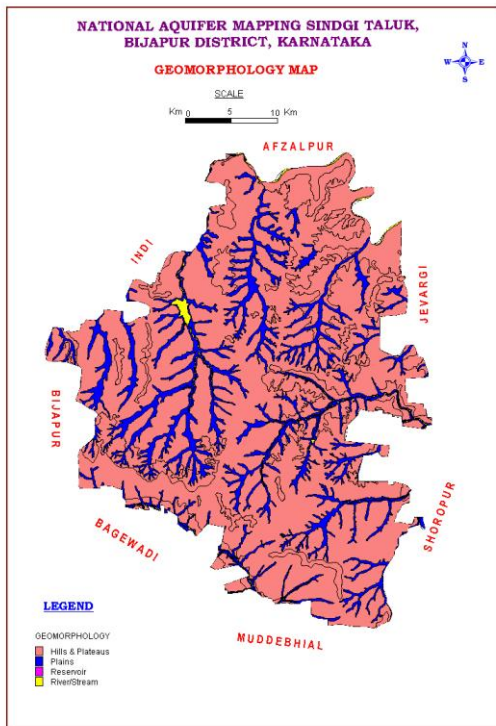 NATIONAL AQUIFER MAPPING SINDGI TALUK,
BIJAPUR DISTRICT, KARNATAKA
GEOMORPHOLOGY MAP
N
W E
S
SCALE
Km 0 5 10 Km
AFZALPUR
INDI
JEVARGI
BIJAPUR
SHOROPUR
BAGEWADI
MUDDEBHIAL
LEGEND
GEOMORPHOLOGY
Hills & Plateaus
Plains
Reservoir
River/Stream